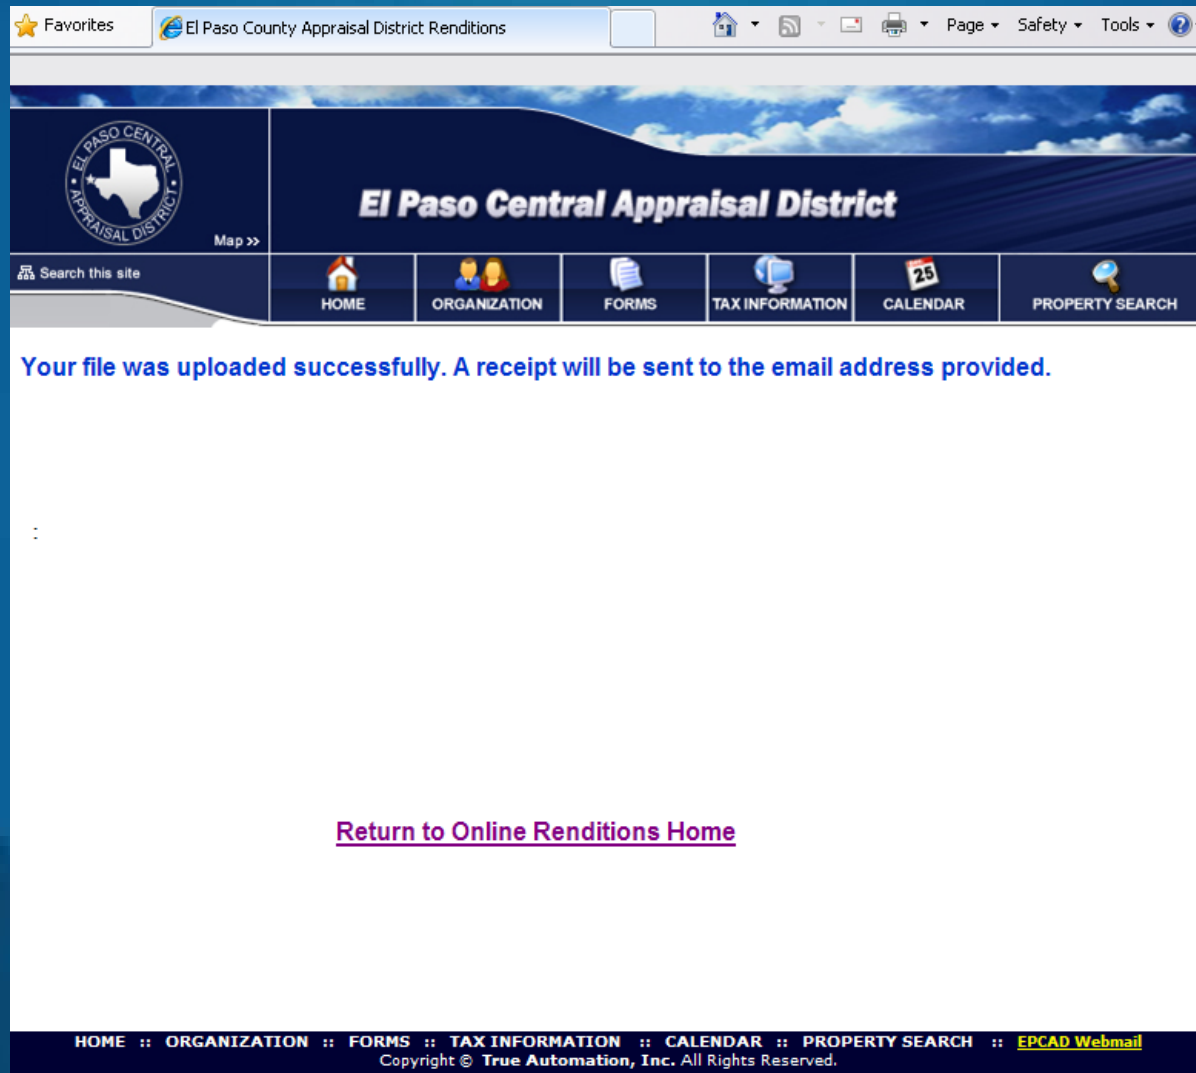 Favorites
El Paso County Appraisal District Renditions
Page
Safety
Tools
EL PASO CENTRAL
APPRAISAL DISTRICT
El Paso Central Appraisal District
Map >>
Search this site
HOME
ORGANIZATION
FORMS
25
TAX INFORMATION
CALENDAR
PROPERTY SEARCH
Your file was uploaded successfully. A receipt will be sent to the email address provided.
:
Return to Online Renditions Home
HOME :: ORGANIZATION :: FORMS :: TAX INFORMATION :: CALENDAR :: PROPERTY SEARCH :: EPCAD Webmail
Copyright © True Automation, Inc. All Rights Reserved.